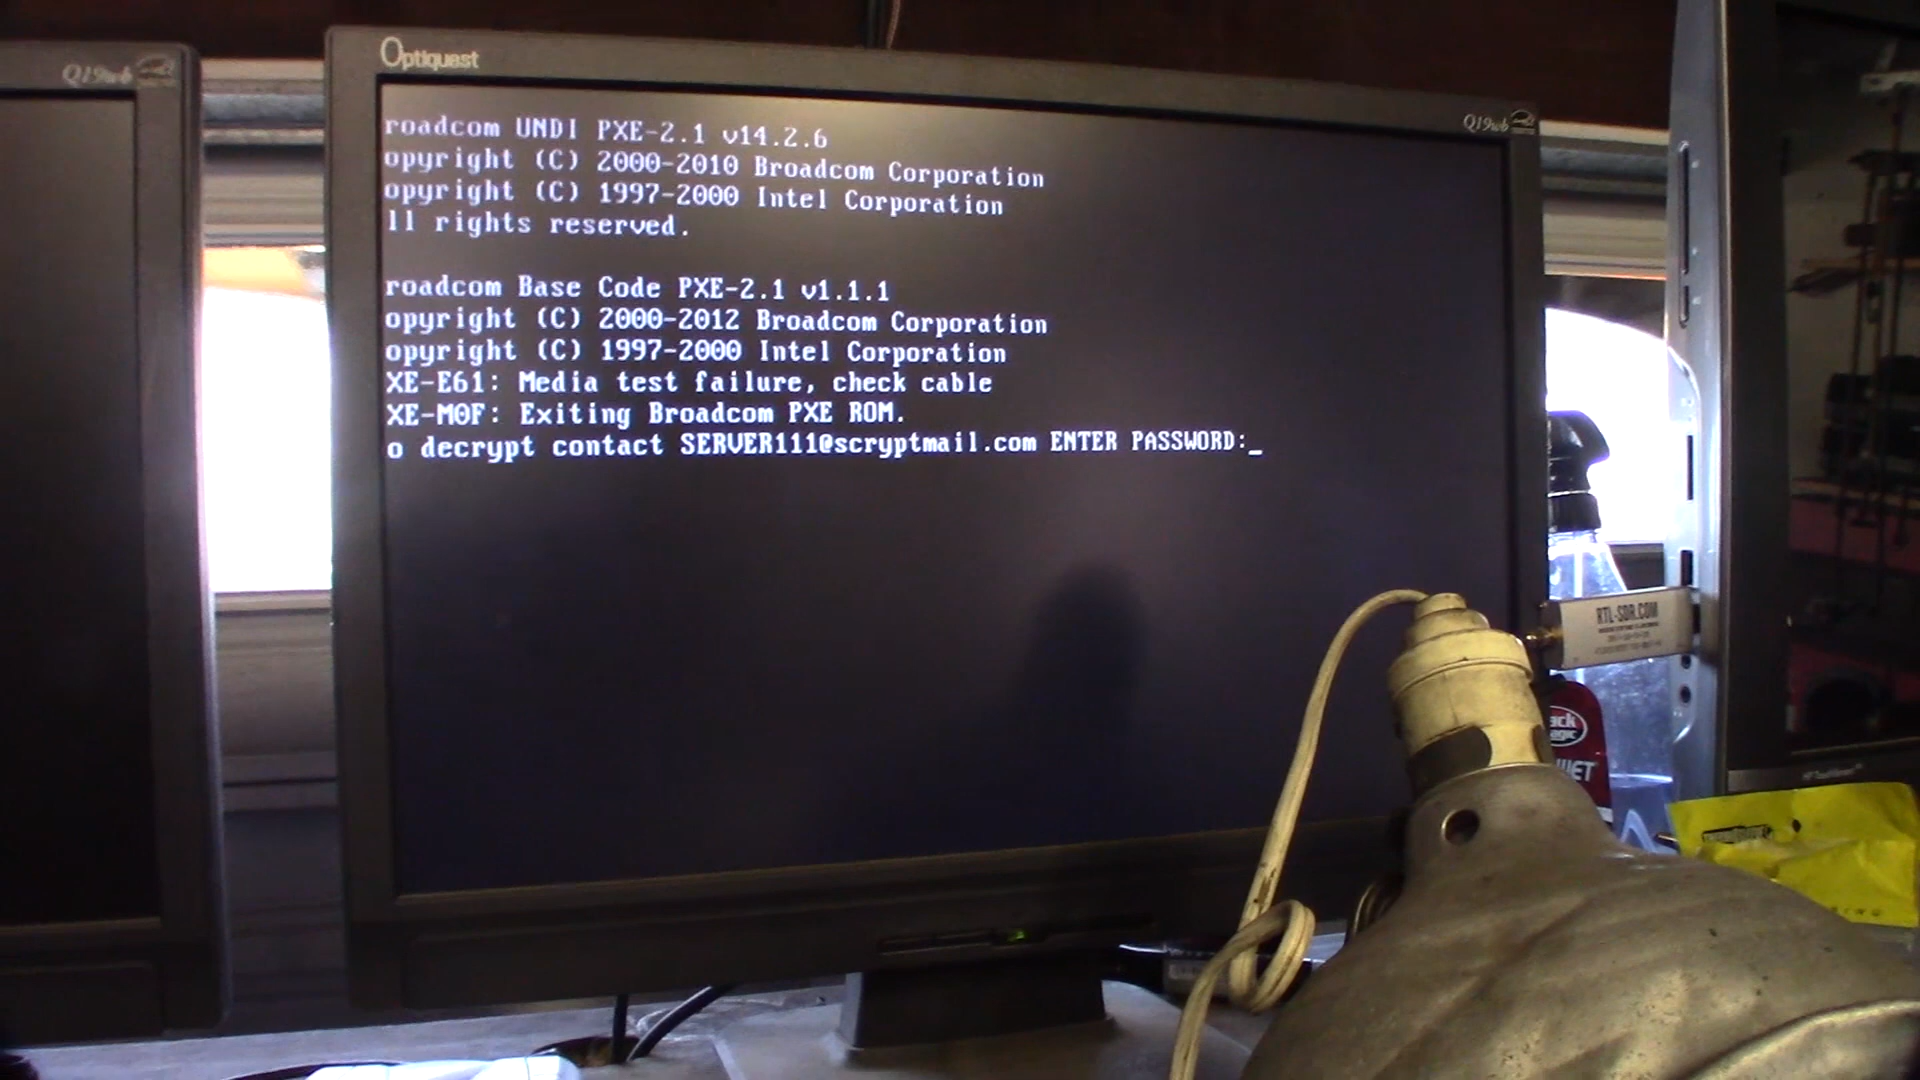 Q19wb
Optiquest
Q19wb
roadcom UNDI PXE-2.1 v14.2.6
opyright (C) 2000-2010 Broadcom Corporation
opyright (C) 1997-2000 Intel Corporation
ll rights reserved.
roadcom Base Code PXE-2.1 v1.1.1
opyright (C) 2000-2012 Broadcom Corporation
opyright (C) 1997-2000 Intel Corporation
XE-E61: Media test failure, check cable
XE-M0F: Exiting Broadcom PXE ROM.
o decrypt contact SERVER111@scryptmail.com ENTER PASSWORD:_
RTL-SDR.COM
ack
agic
WET